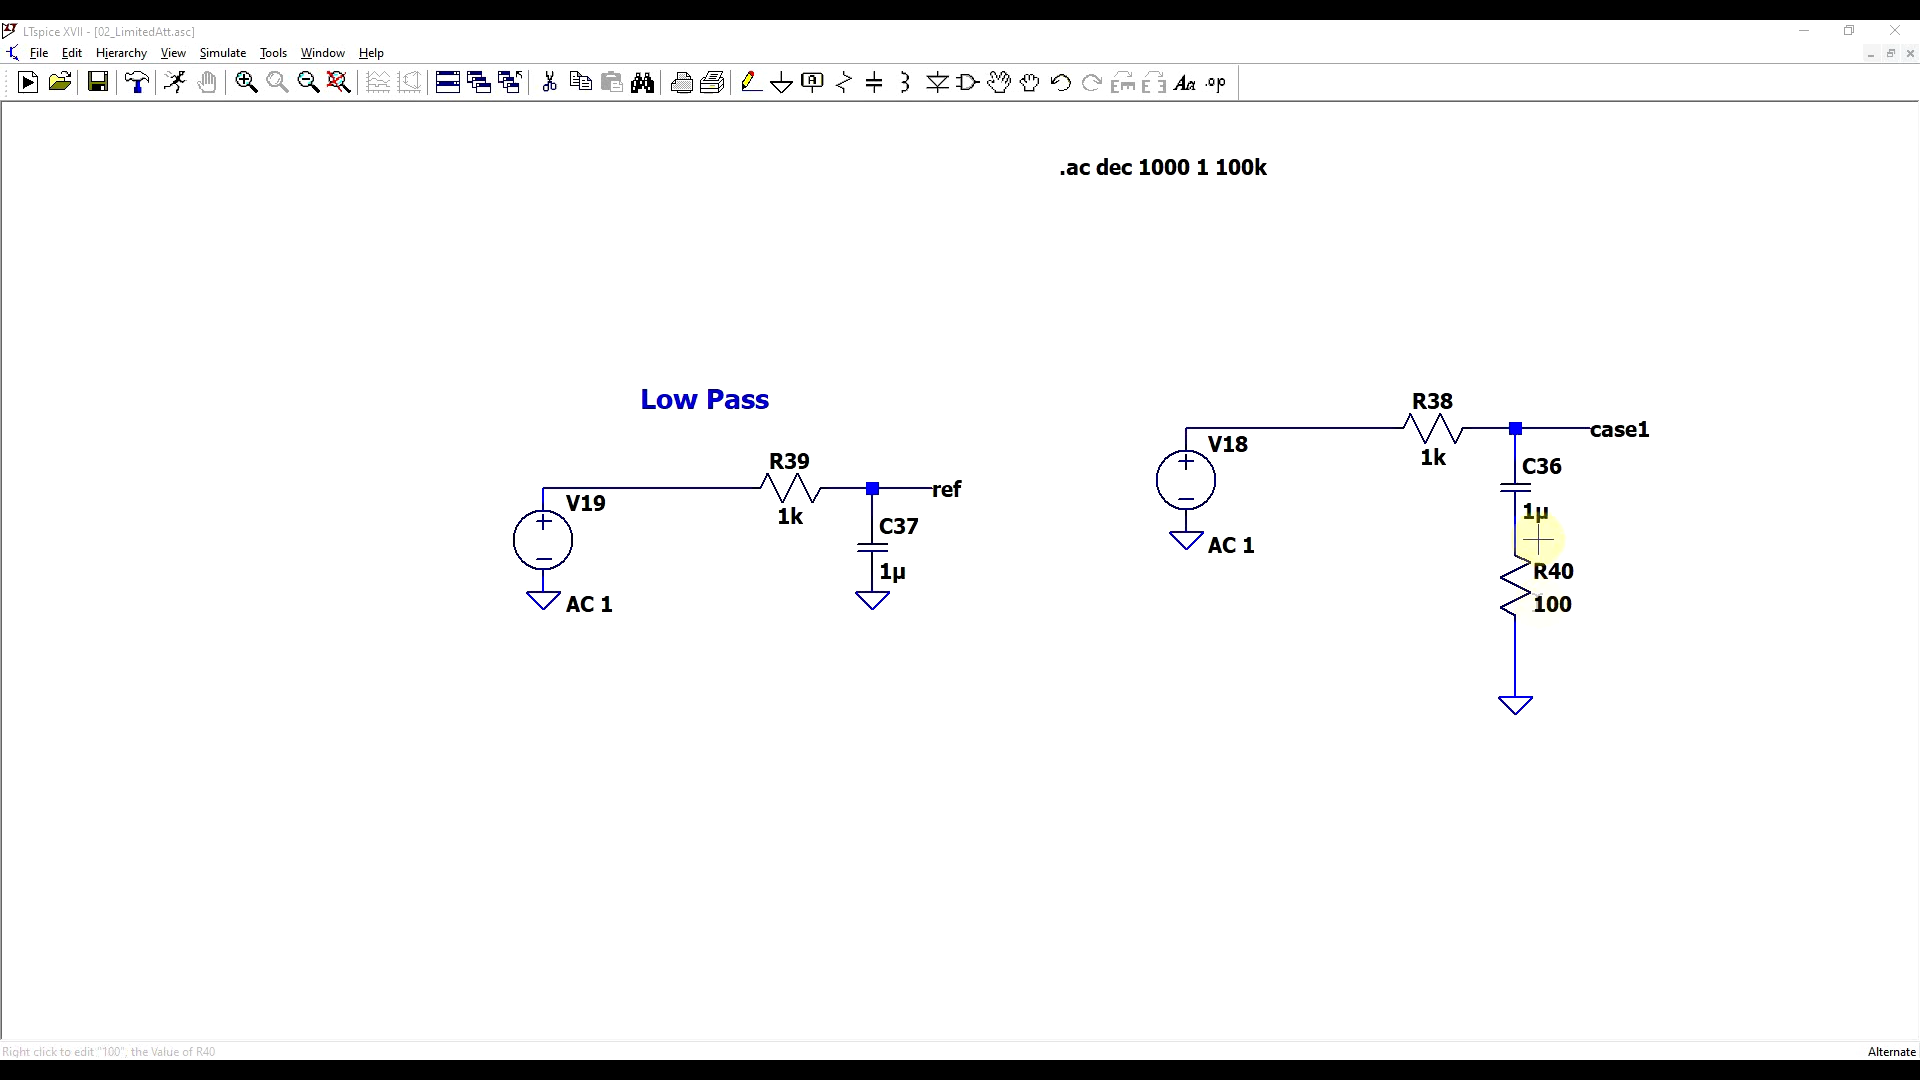 LTspice XVII - [02_LimitedAtt.asc]
File Edit Hierarchy View Simulate Tools Window Help
.ac dec 1000 1 100k
Low Pass
R39
1k
ref
V19
AC 1
C37
1µ
R38
1k
case1
V18
AC 1
C36
1µ
R40
100
Right click to edit "100", the Value of R40
Alternate